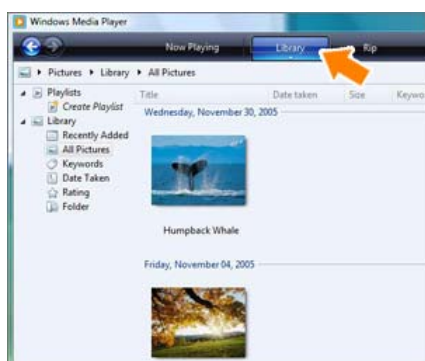 Windows Media Player
Now Playing Library Rip
Pictures Library All Pictures
Playlists
Create Playlist
Library
Recently Added
All Pictures
Keywords
Date Taken
Rating
Folder
Title Date taken Size Keywo
Wednesday, November 30, 2005
Humpback Whale
Friday, November 04, 2005